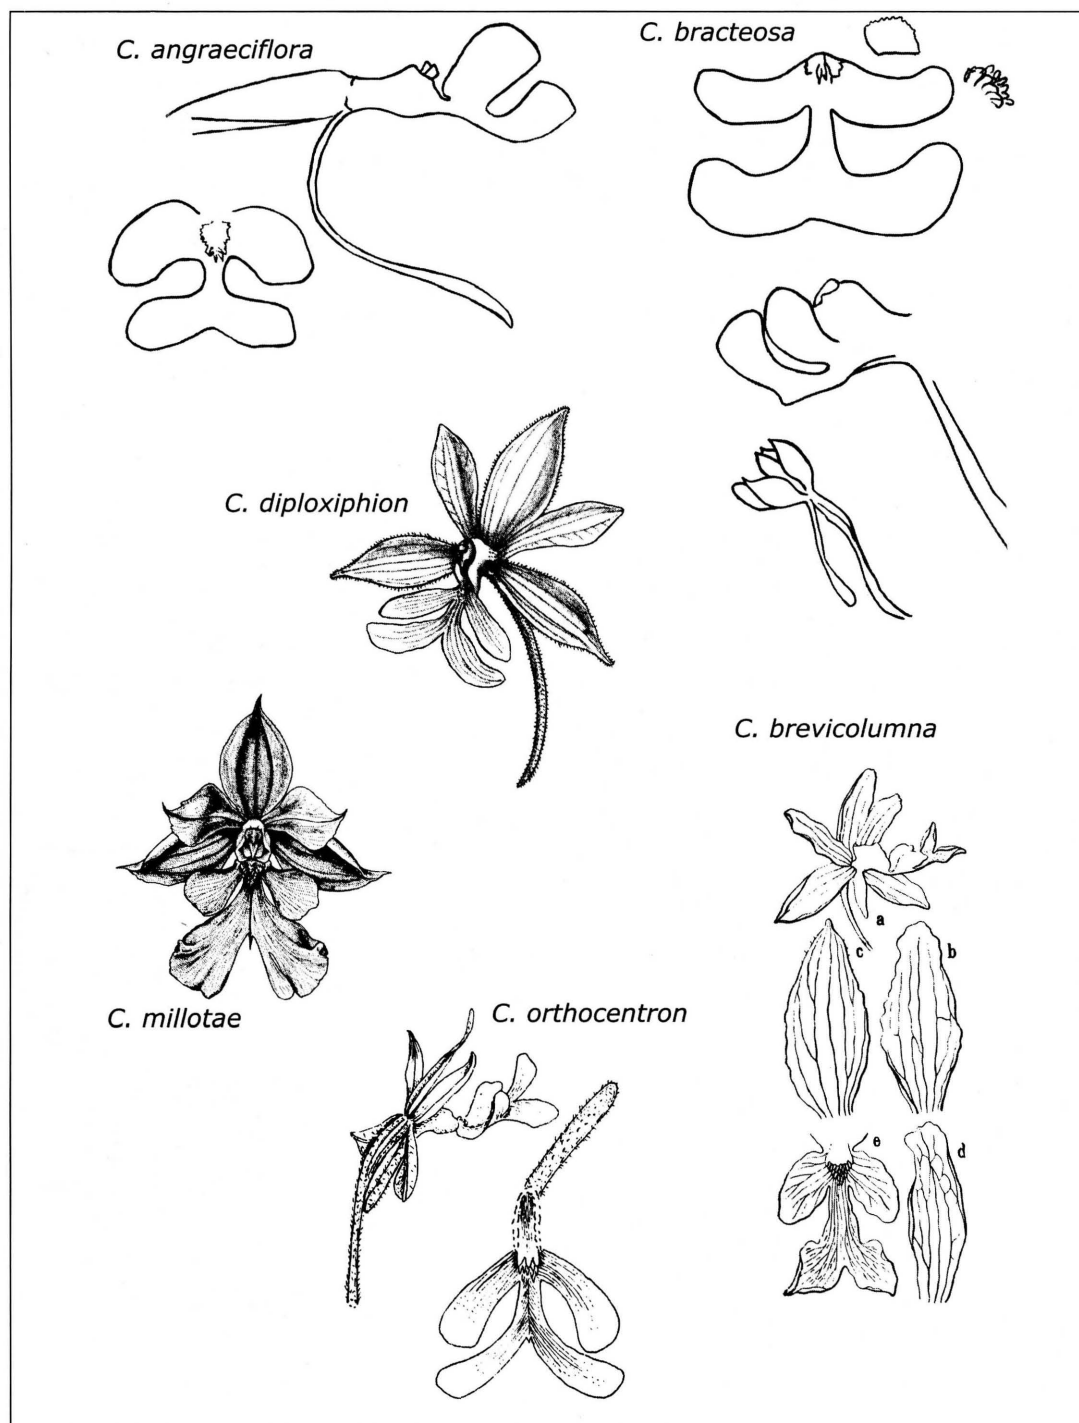 C. angraeciflora
C. bracteosa
C. diploxiphion
C. brevicolumna
a
c
b
C. millotae
C. orthocentron
e
d